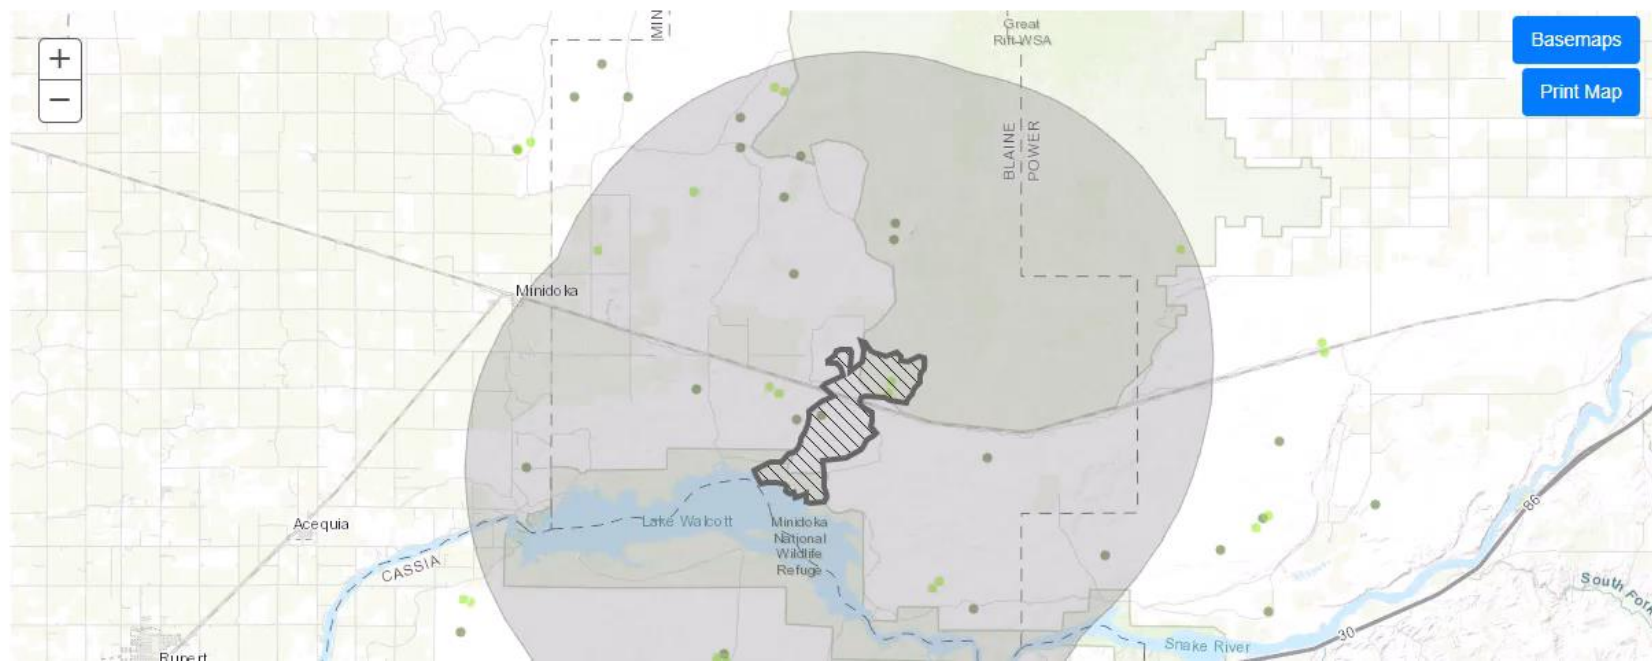 Great
Rift WSA
Basemaps
Print Map
+
−
MIN
BLAINE
POWER
Minidoka
Lake Walcott
Minidoka
National
Wildlife
Refuge
Acequia
CASSIA
86
30
Snake River
South Fork
Rupert